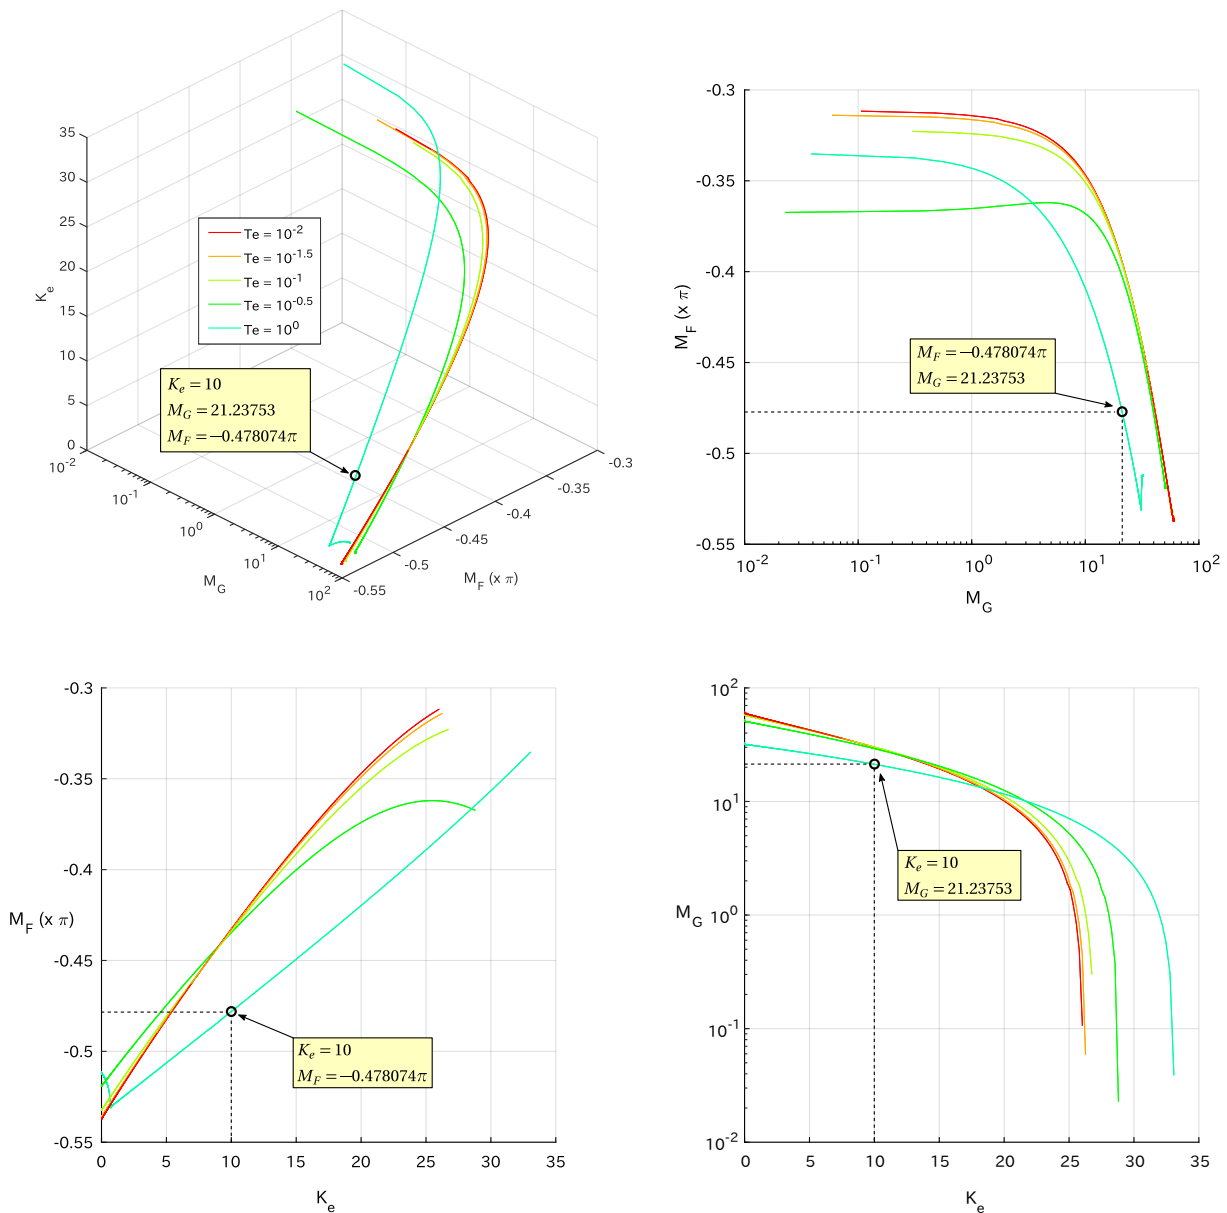 35
30
25
20
15
10
5
0
K_e
10^-2
10^-1
10^0
10^1
10^2
M_G
-0.55
-0.5
-0.45
-0.4
-0.35
-0.3
M_F (x π)
Te = 10^-2
Te = 10^-1.5
Te = 10^-1
Te = 10^-0.5
Te = 10^0
K_e = 10
M_G = 21.23753
M_F = −0.478074π
-0.3
-0.35
-0.4
-0.45
-0.5
-0.55
M_F (x π)
10^-2
10^-1
10^0
10^1
10^2
M_G
M_F = −0.478074π
M_G = 21.23753
-0.3
-0.35
-0.4
-0.45
-0.5
-0.55
M_F (x π)
0
5
10
15
20
25
30
35
K_e
K_e = 10
M_F = −0.478074π
10^2
10^1
10^0
10^-1
10^-2
M_G
0
5
10
15
20
25
30
35
K_e
K_e = 10
M_G = 21.23753